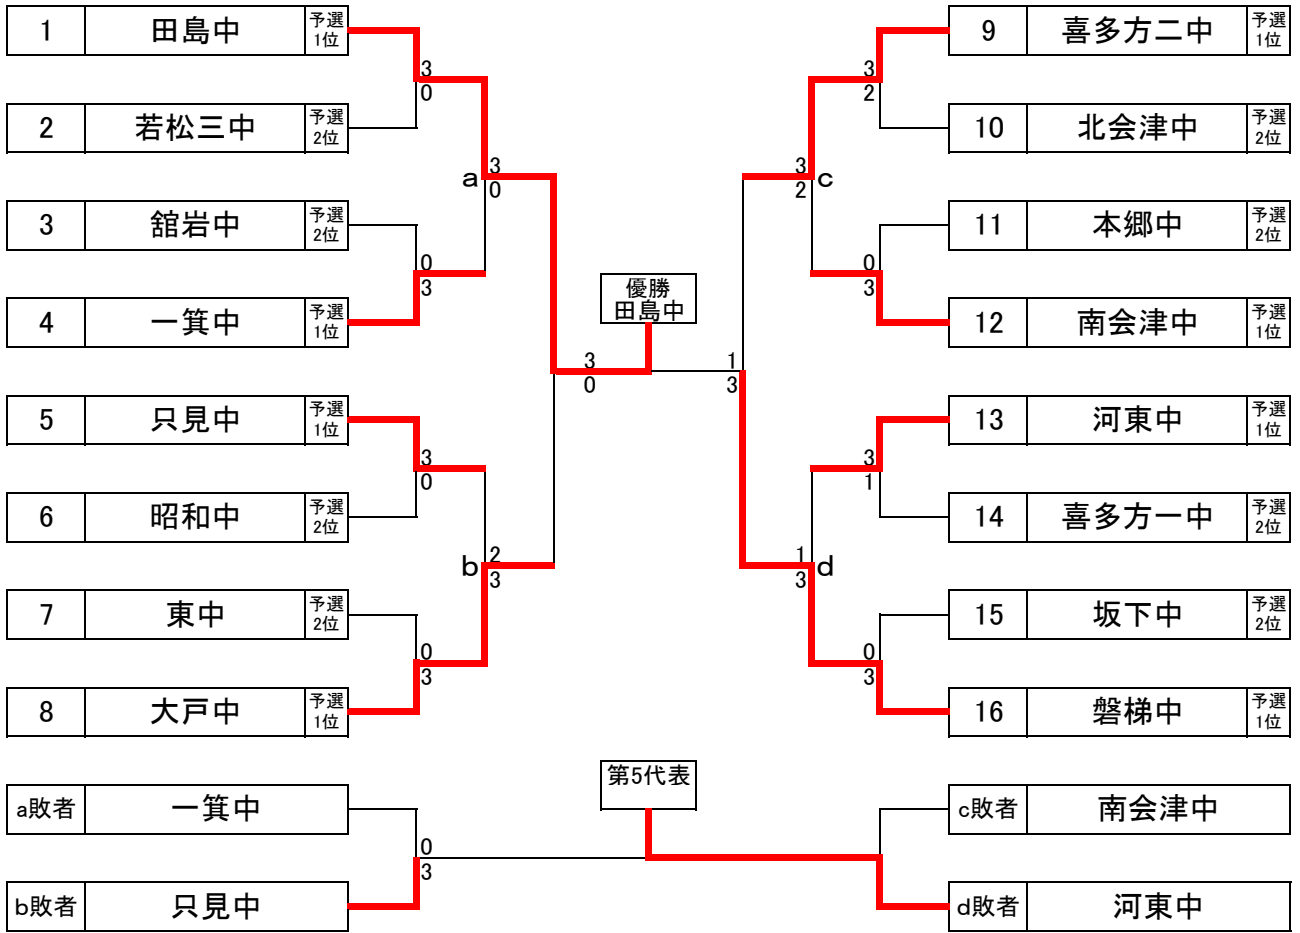 1 田島中 予選1位
3
0
2 若松三中 予選2位
a
3
0
3 舘岩中 予選2位
0
3
4 一箕中 予選1位
優勝
田島中
3
0
5 只見中 予選1位
3
0
6 昭和中 予選2位
b
2
3
7 東中 予選2位
0
3
8 大戸中 予選1位
9 喜多方二中 予選1位
3
2
10 北会津中 予選2位
3
2
c
11 本郷中 予選2位
0
3
12 南会津中 予選1位
1
3
13 河東中 予選1位
3
1
14 喜多方一中 予選2位
1
3
d
15 坂下中 予選2位
0
3
16 磐梯中 予選1位
a敗者 一箕中
0
3
b敗者 只見中
第5代表
c敗者 南会津中
d敗者 河東中